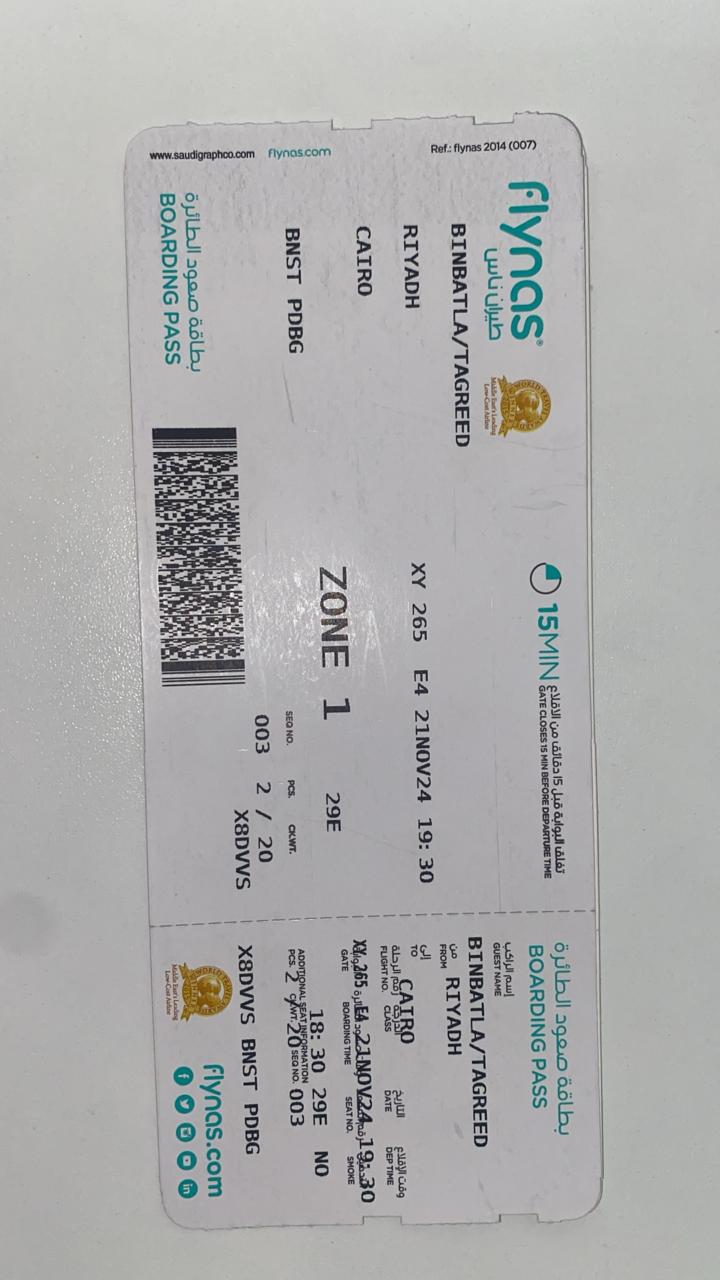 Ref.: flynas 2014 (007)
www.saudigraphco.com flynas.com
flynas®
طيران ناس
WORLD TRAVEL AWARDS
WINNER
2015
Middle East's Leading
Low-Cost Airline
15MIN
تغلق البوابة قبل 15 دقائق من الاقلاع
GATE CLOSES 15 MIN BEFORE DEPARTURE TIME
BINBATLA/TAGREED
RIYADH
XY 265 E4 21NOV24 19:30
CAIRO
ZONE 1 29E
BNST PDBG
SEQ NO. PCS. CK.WT.
003 2 / 20
X8DVVS
بطاقة صعود الطائرة
BOARDING PASS
بطاقة صعود الطائرة
BOARDING PASS
إسم الراكب
GUEST NAME
BINBATLA/TAGREED
من
FROM RIYADH
إلى
TO CAIRO
رقم الرحلة الدرجة التاريخ وقت الإقلاع
FLIGHT NO. CLASS DATE DEP TIME
XY 265 E4 21NOV24 19:30
GATE BOARDING TIME SEAT NO. SMOKE
18:30 29E NO
ADDITIONAL SEAT INFORMATION
PCS. 2 / CK.WT. 20 SEQ NO. 003
X8DVVS BNST PDBG
WORLD TRAVEL AWARDS
WINNER
2015
Middle East's Leading
Low-Cost Airline
flynas.com